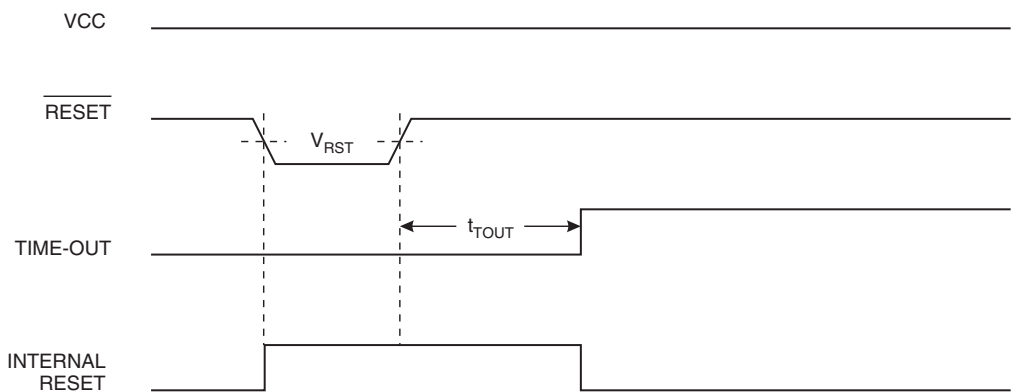 VCC
RESET
V_RST
t_TOUT
TIME-OUT
INTERNAL
RESET